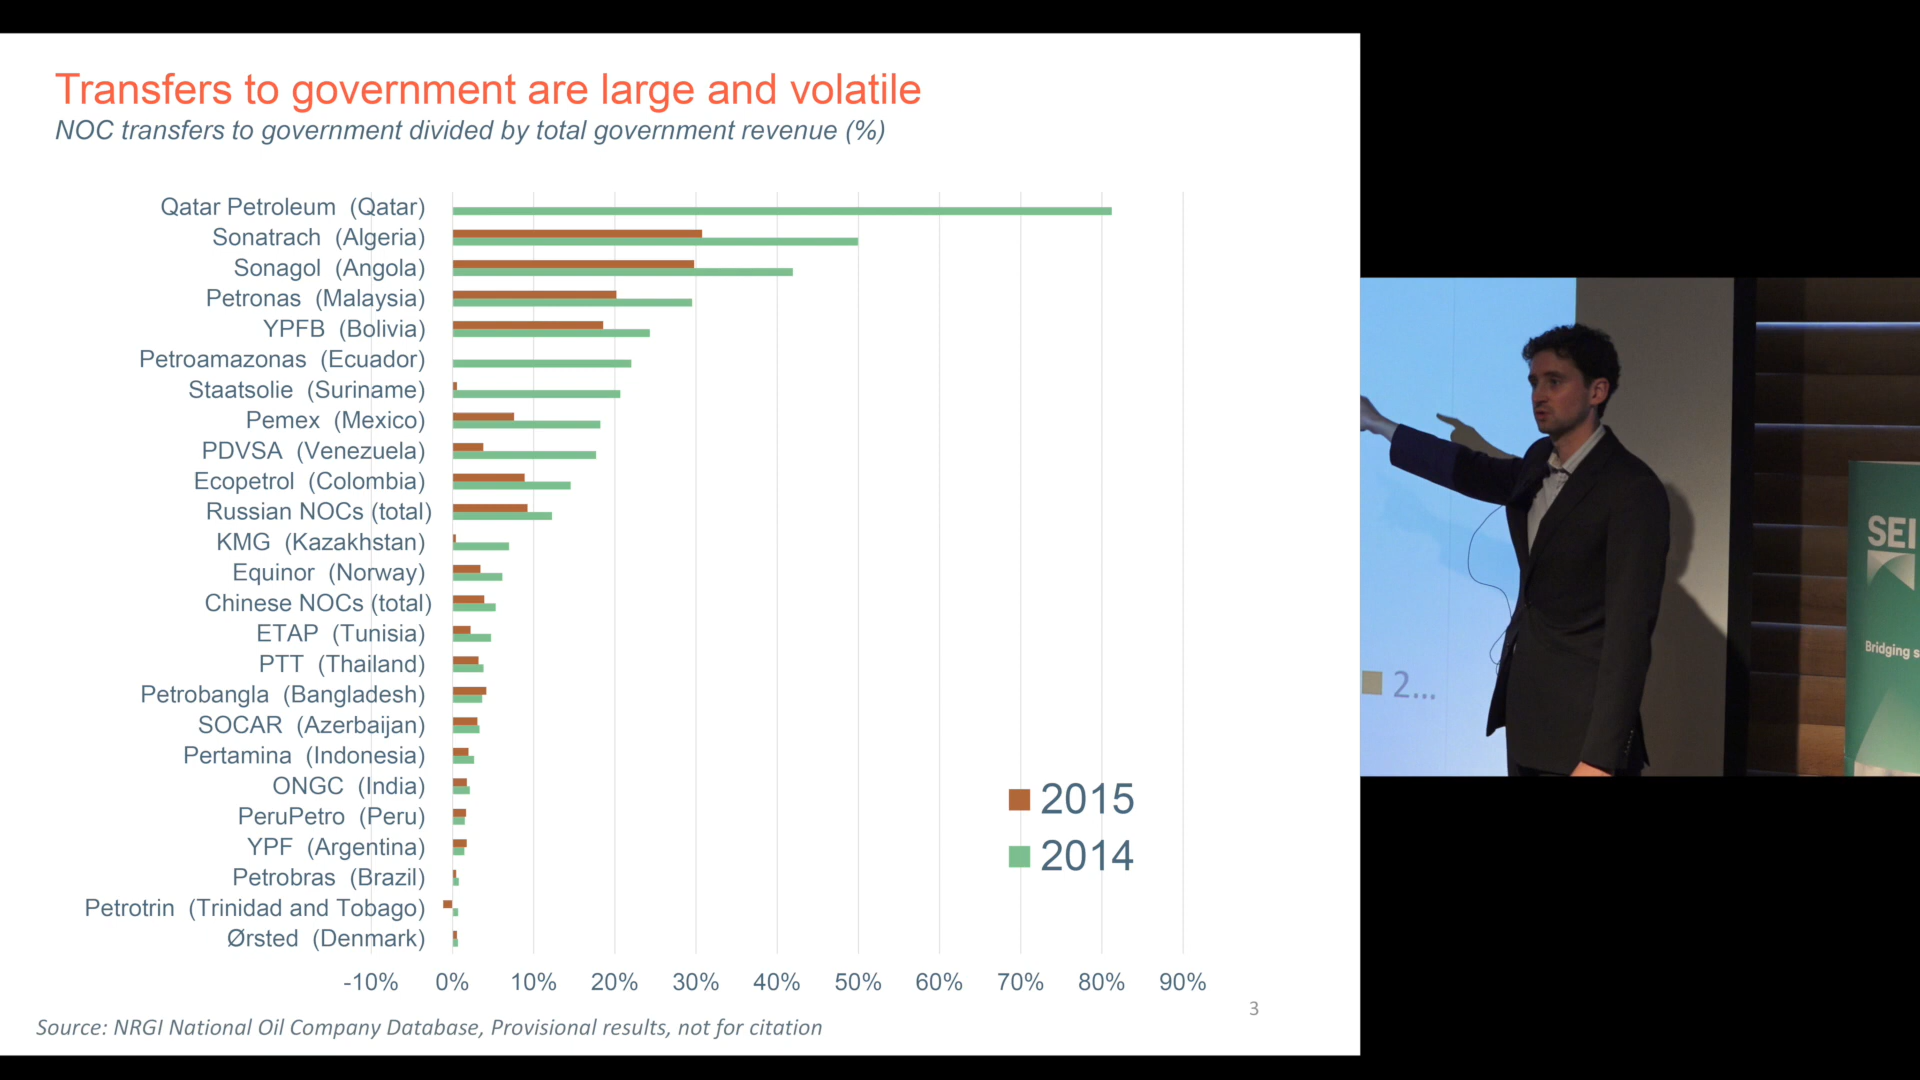 Transfers to government are large and volatile
NOC transfers to government divided by total government revenue (%)
Qatar Petroleum (Qatar)
Sonatrach (Algeria)
Sonagol (Angola)
Petronas (Malaysia)
YPFB (Bolivia)
Petroamazonas (Ecuador)
Staatsolie (Suriname)
Pemex (Mexico)
PDVSA (Venezuela)
Ecopetrol (Colombia)
Russian NOCs (total)
KMG (Kazakhstan)
Equinor (Norway)
Chinese NOCs (total)
ETAP (Tunisia)
PTT (Thailand)
Petrobangla (Bangladesh)
SOCAR (Azerbaijan)
Pertamina (Indonesia)
ONGC (India)
PeruPetro (Peru)
YPF (Argentina)
Petrobras (Brazil)
Petrotrin (Trinidad and Tobago)
Ørsted (Denmark)
-10% 0% 10% 20% 30% 40% 50% 60% 70% 80% 90%
2015
2014
3
Source: NRGI National Oil Company Database, Provisional results, not for citation
2...
SEI
Bridging s